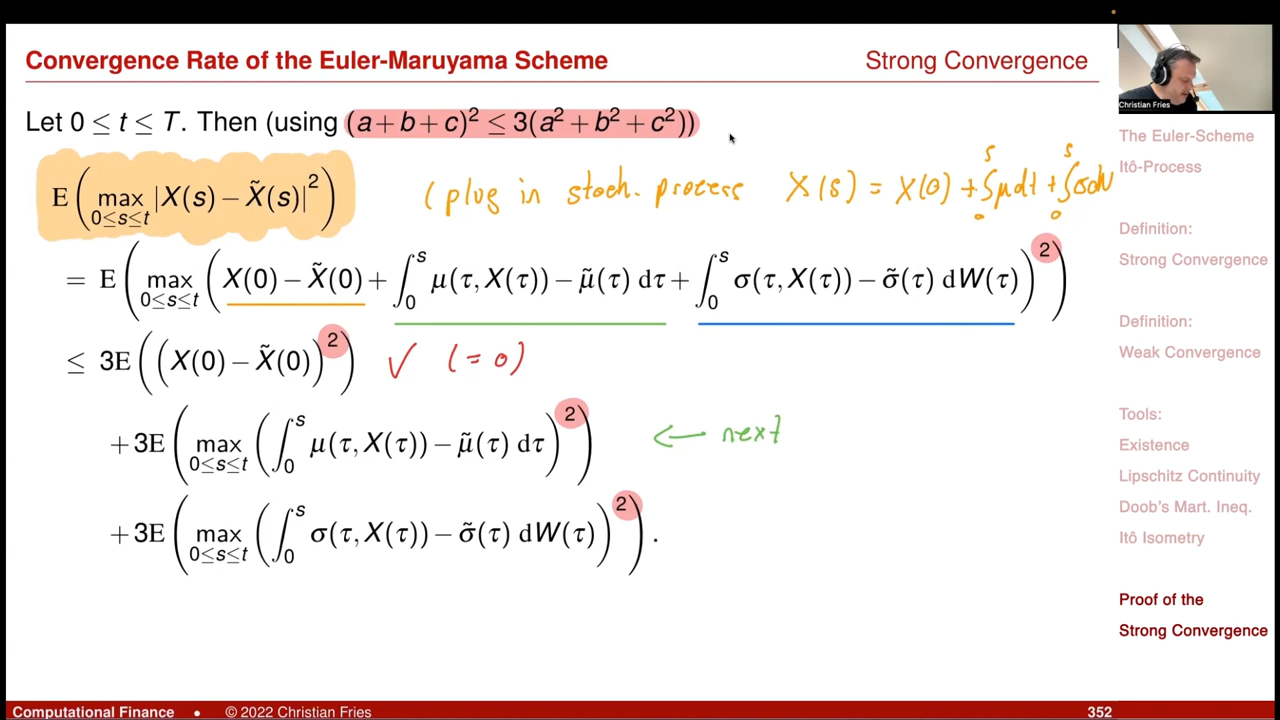 Convergence Rate of the Euler-Maruyama Scheme
Strong Convergence
Christian Fries
Let 0 ≤ t ≤ T. Then (using (a+b+c)² ≤ 3(a²+b²+c²))
E( max_{0≤s≤t} |X(s) − X̃(s)|² )
(plug in stoch. process X(s) = X(0) + ∫₀ˢ μdt + ∫₀ˢ σdW
= E( max_{0≤s≤t} ( X(0) − X̃(0) + ∫₀ˢ μ(τ, X(τ)) − μ̃(τ) dτ + ∫₀ˢ σ(τ, X(τ)) − σ̃(τ) dW(τ) )² )
≤ 3E( ( X(0) − X̃(0) )² ) ✓ (= 0)
+ 3E( max_{0≤s≤t} ( ∫₀ˢ μ(τ, X(τ)) − μ̃(τ) dτ )² ) ← next
+ 3E( max_{0≤s≤t} ( ∫₀ˢ σ(τ, X(τ)) − σ̃(τ) dW(τ) )² ) .
The Euler-Scheme
Itô-Process
Definition:
Strong Convergence
Definition:
Weak Convergence
Tools:
Existence
Lipschitz Continuity
Doob's Mart. Ineq.
Itô Isometry
Proof of the
Strong Convergence
Computational Finance • © 2022 Christian Fries
352